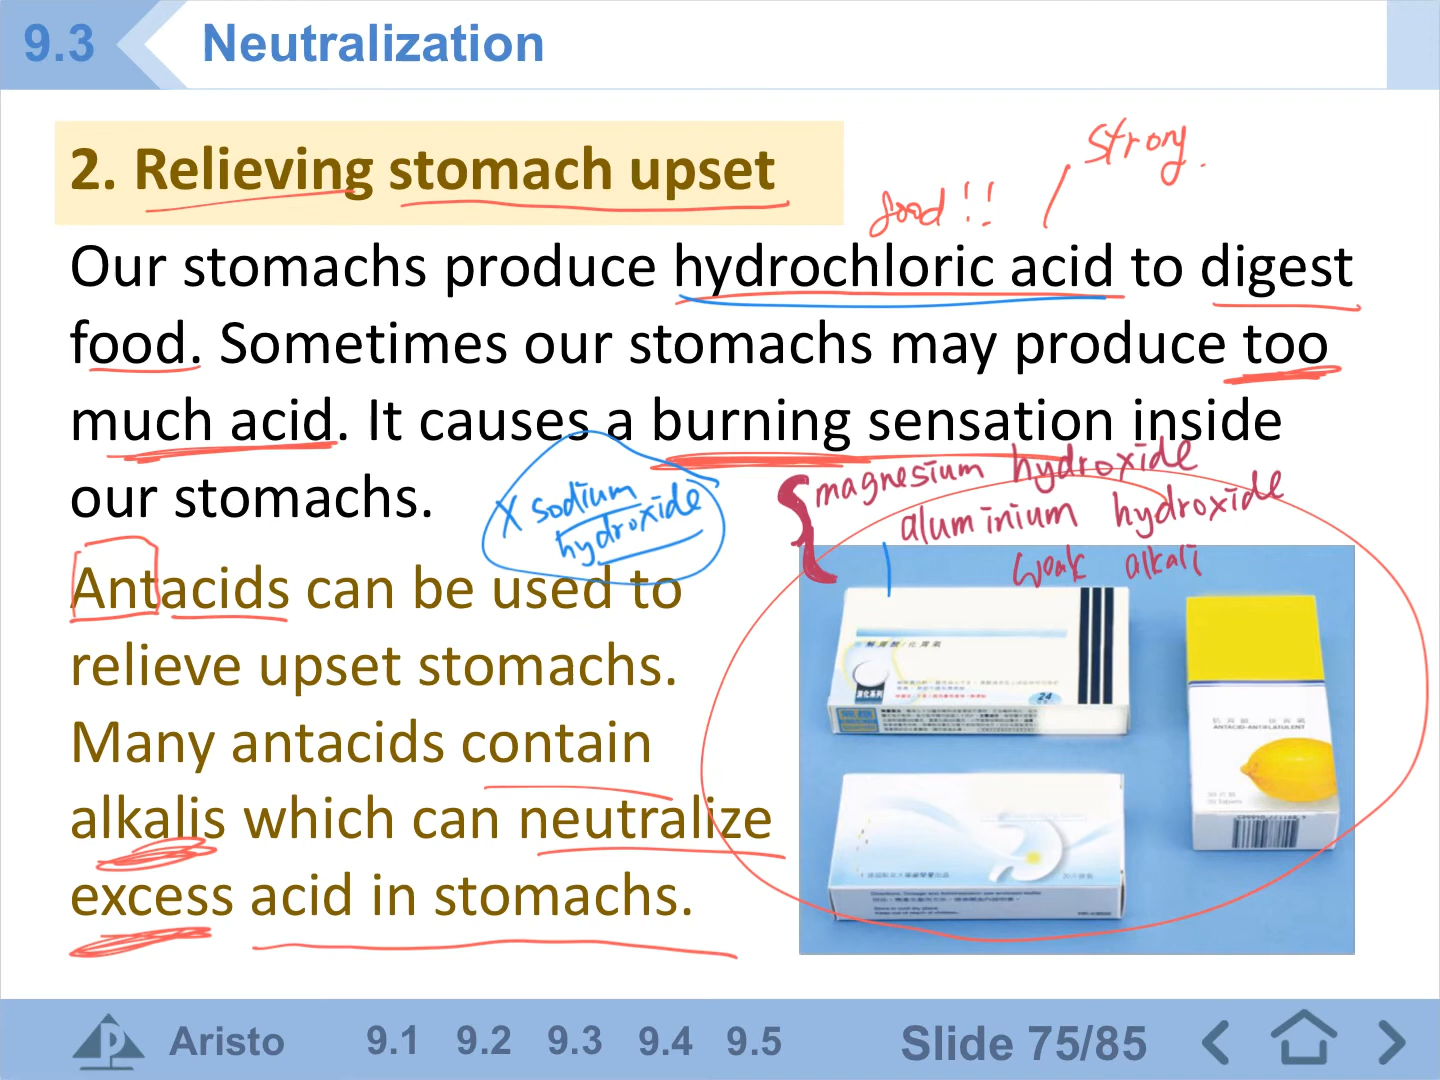 9.3
Neutralization
2. Relieving stomach upset
strong.
food!!
Our stomachs produce hydrochloric acid to digest
food. Sometimes our stomachs may produce too
much acid. It causes a burning sensation inside
our stomachs.
X sodium
hydroxide
magnesium hydroxide
aluminium hydroxide
weak alkali
Antacids can be used to
relieve upset stomachs.
Many antacids contain
alkalis which can neutralize
excess acid in stomachs.
24
ANTACID-ANTIFLATULENT
Aristo
9.1
9.2
9.3
9.4
9.5
Slide 75/85